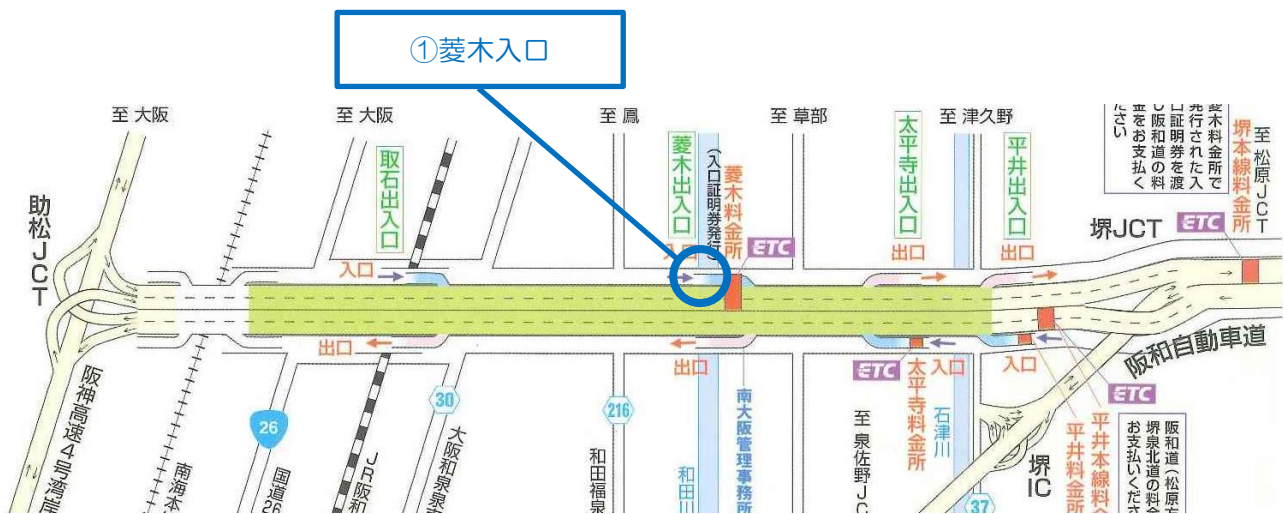 ①菱木入口
至 大阪
至 大阪
至 鳳
至 草部
至 津久野
至 松原JCT
助松JCT
取石出入口
菱木出入口
(入口証明券発行)
菱木料金所
太平寺出入口
平井出入口
菱木料金所で
発行された入
口証明券を渡
し阪和道の料
金をお支払く
ださい
堺本線料金所
堺JCT
ETC
ETC
入口
入口
出口
出口
出口
出口
ETC
入口
入口
ETC
阪和自動車道
阪神高速4号湾岸
南海本
26
国道26
JR阪和
30
大阪和泉泉
216
和田福泉
和田川
南大阪管理事務所
太平寺料金所
至 泉佐野JC
石津川
37
堺IC
平井料金所
平井本線料金
阪和道(松原方
堺泉北道の料金
お支払いくださ